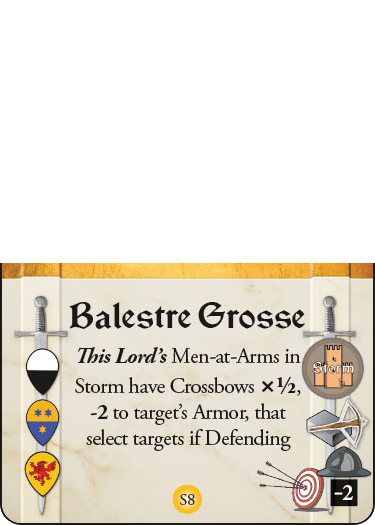 Balestre Grosse
This Lord's Men-at-Arms in
Storm have Crossbows ×½,
-2 to target's Armor, that
select targets if Defending
Storm
-2
S8